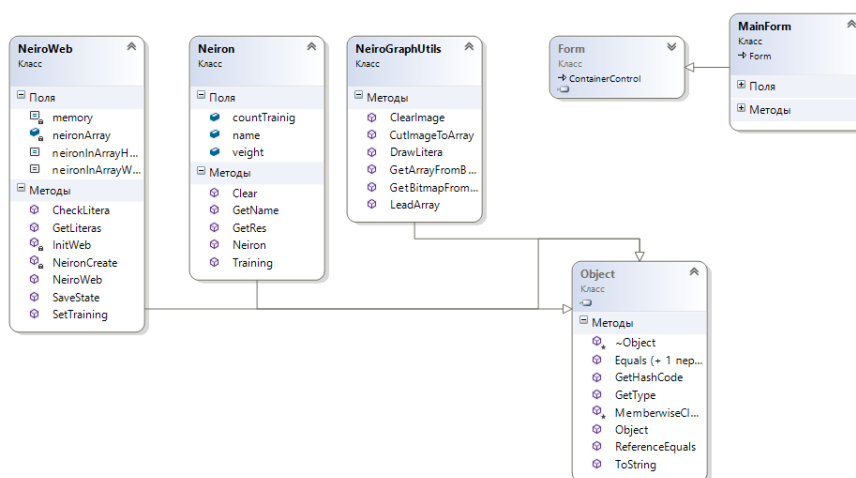 NeiroWeb
Класс
Поля
memory
neironArray
neironInArrayH...
neironInArrayW...
Методы
CheckLitera
GetLiteras
InitWeb
NeironCreate
NeiroWeb
SaveState
SetTraining
Neiron
Класс
Поля
countTrainig
name
veight
Методы
Clear
GetName
GetRes
Neiron
Training
NeiroGraphUtils
Класс
Методы
ClearImage
CutImageToArray
DrawLitera
GetArrayFromB...
GetBitmapFrom...
LeadArray
Form
Класс
ContainerControl
MainForm
Класс
Form
Поля
Методы
Object
Класс
Методы
~Object
Equals (+ 1 пер...
GetHashCode
GetType
MemberwiseCl...
Object
ReferenceEquals
ToString